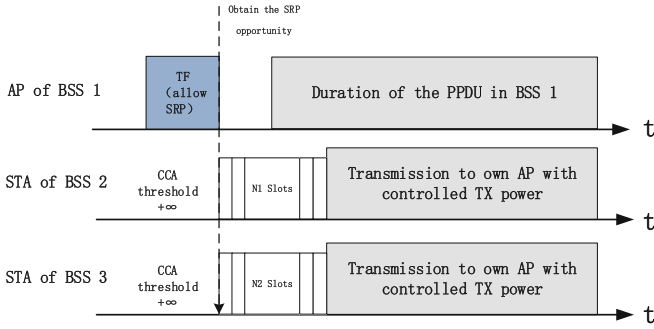 Obtain the SRP
opportunity
AP of BSS 1
TF
(allow
SRP)
Duration of the PPDU in BSS 1
t
STA of BSS 2
CCA
threshold
+∞
N1 Slots
Transmission to own AP with
controlled TX power
t
STA of BSS 3
CCA
threshold
+∞
N2 Slots
Transmission to own AP with
controlled TX power
t